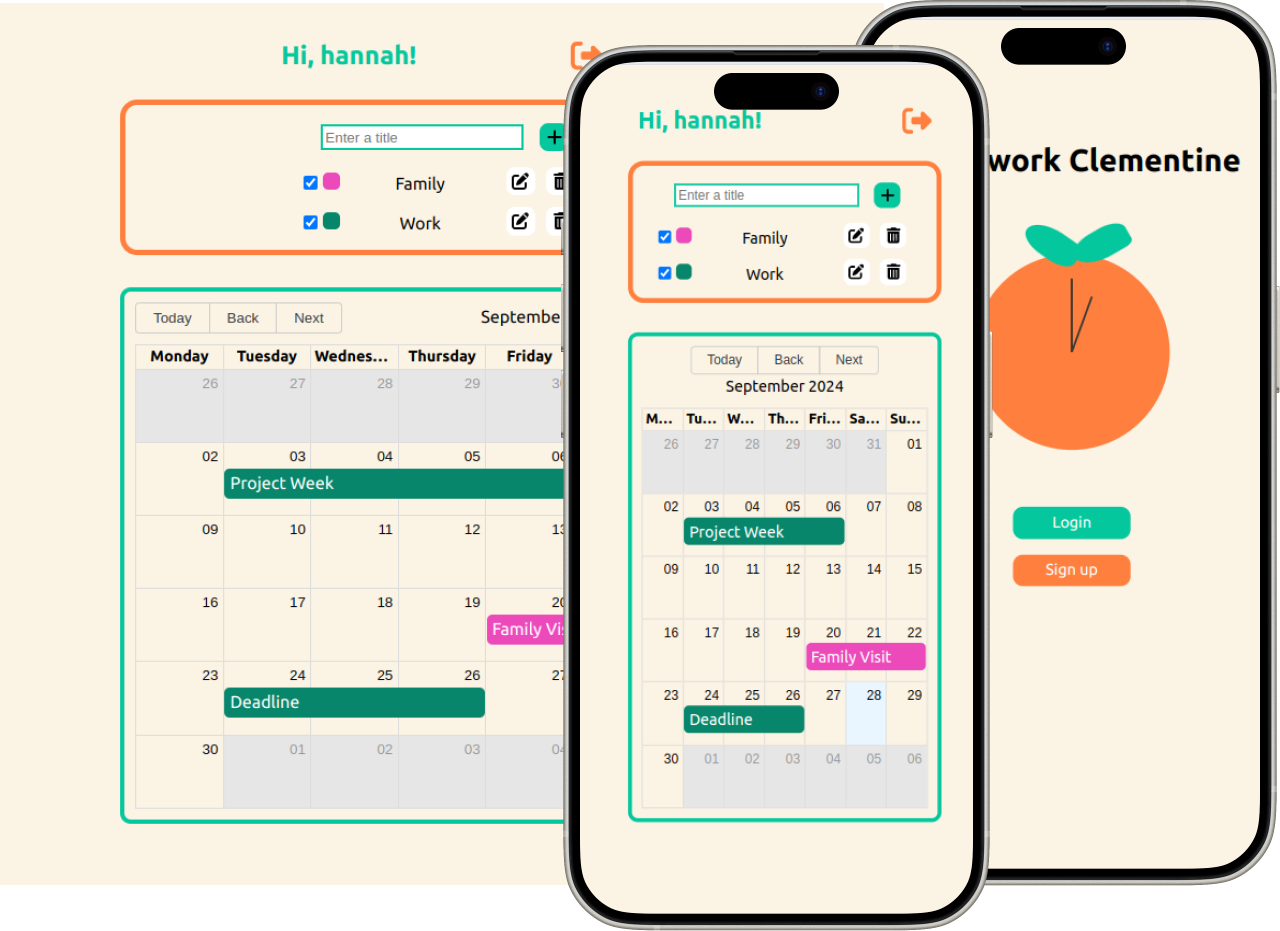 Hi, hannah!
Enter a title
Family
Work
Today Back Next
Septembe
Monday Tuesday Wednes... Thursday Friday
26 27 28 29
02 03 04 05 06
Project Week
09 10 11 12 13
16 17 18 19 20
Family Vis
23 24 25 26 27
Deadline
30 01 02 03 04
Hi, hannah!
Enter a title
Family
Work
Today Back Next
September 2024
M... Tu... W... Th... Fri... Sa... Su...
26 27 28 29 30 31 01
02 03 04 05 06 07 08
Project Week
09 10 11 12 13 14 15
16 17 18 19 20 21 22
Family Visit
23 24 25 26 27 28 29
Deadline
30 01 02 03 04 05 06
work Clementine
Login
Sign up